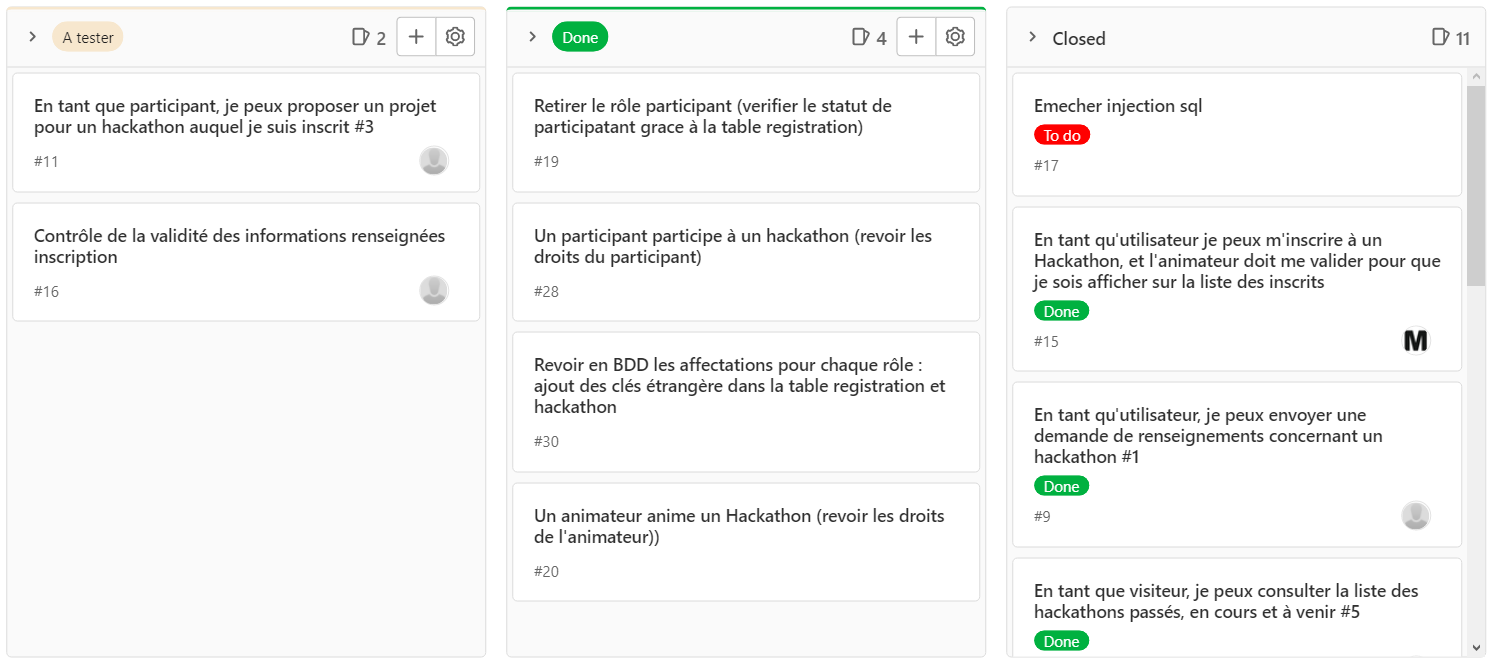 A tester
2
En tant que participant, je peux proposer un projet
pour un hackathon auquel je suis inscrit #3
#11
Contrôle de la validité des informations renseignées
inscription
#16
Done
4
Retirer le rôle participant (verifier le statut de
participatant grace à la table registration)
#19
Un participant participe à un hackathon (revoir les
droits du participant)
#28
Revoir en BDD les affectations pour chaque rôle :
ajout des clés étrangère dans la table registration et
hackathon
#30
Un animateur anime un Hackathon (revoir les droits
de l'animateur))
#20
Closed
11
Emecher injection sql
To do
#17
En tant qu'utilisateur je peux m'inscrire à un
Hackathon, et l'animateur doit me valider pour que
je sois afficher sur la liste des inscrits
Done
#15
M
En tant qu'utilisateur, je peux envoyer une
demande de renseignements concernant un
hackathon #1
Done
#9
En tant que visiteur, je peux consulter la liste des
hackathons passés, en cours et à venir #5
Done